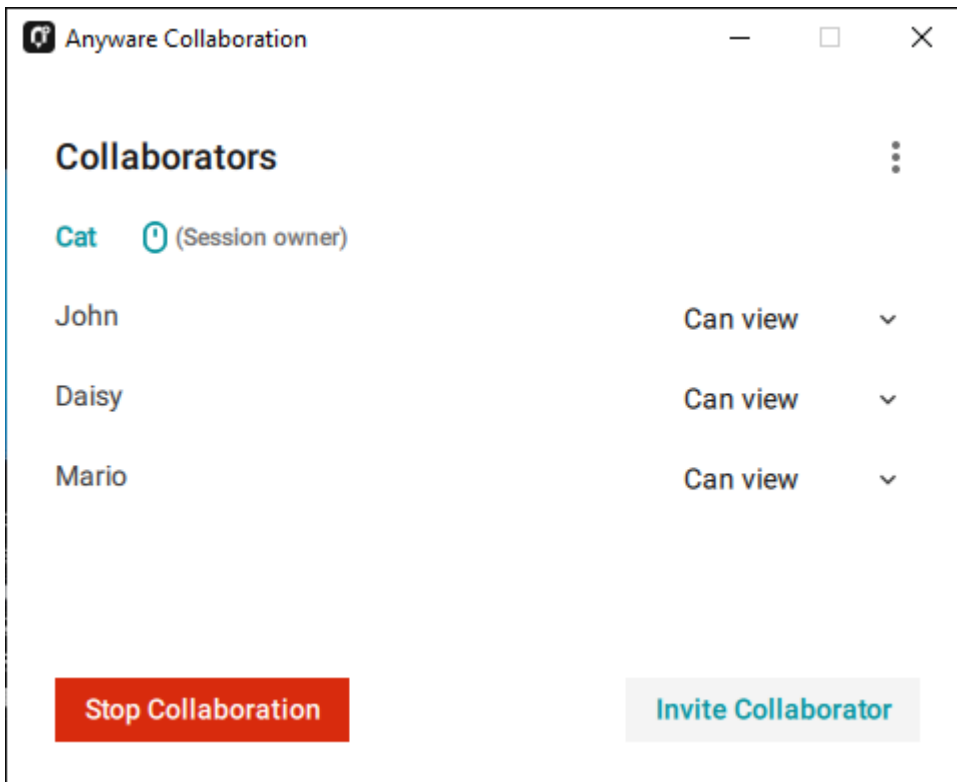 Anyware Collaboration
Collaborators
Cat (Session owner)
John Can view
Daisy Can view
Mario Can view
Stop Collaboration Invite Collaborator